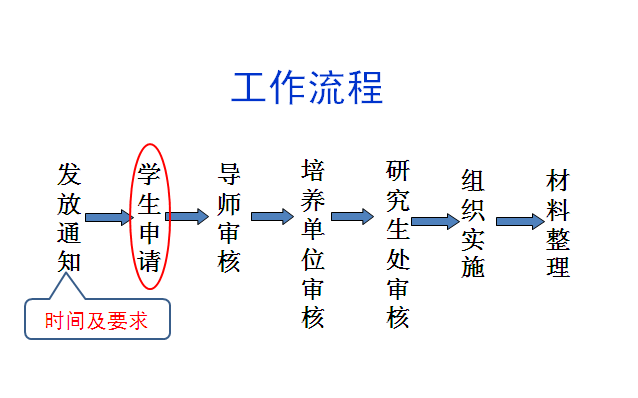 工作流程
发放通知
学生申请
导师审核
培养单位审核
研究生处审核
组织实施
材料整理
时间及要求